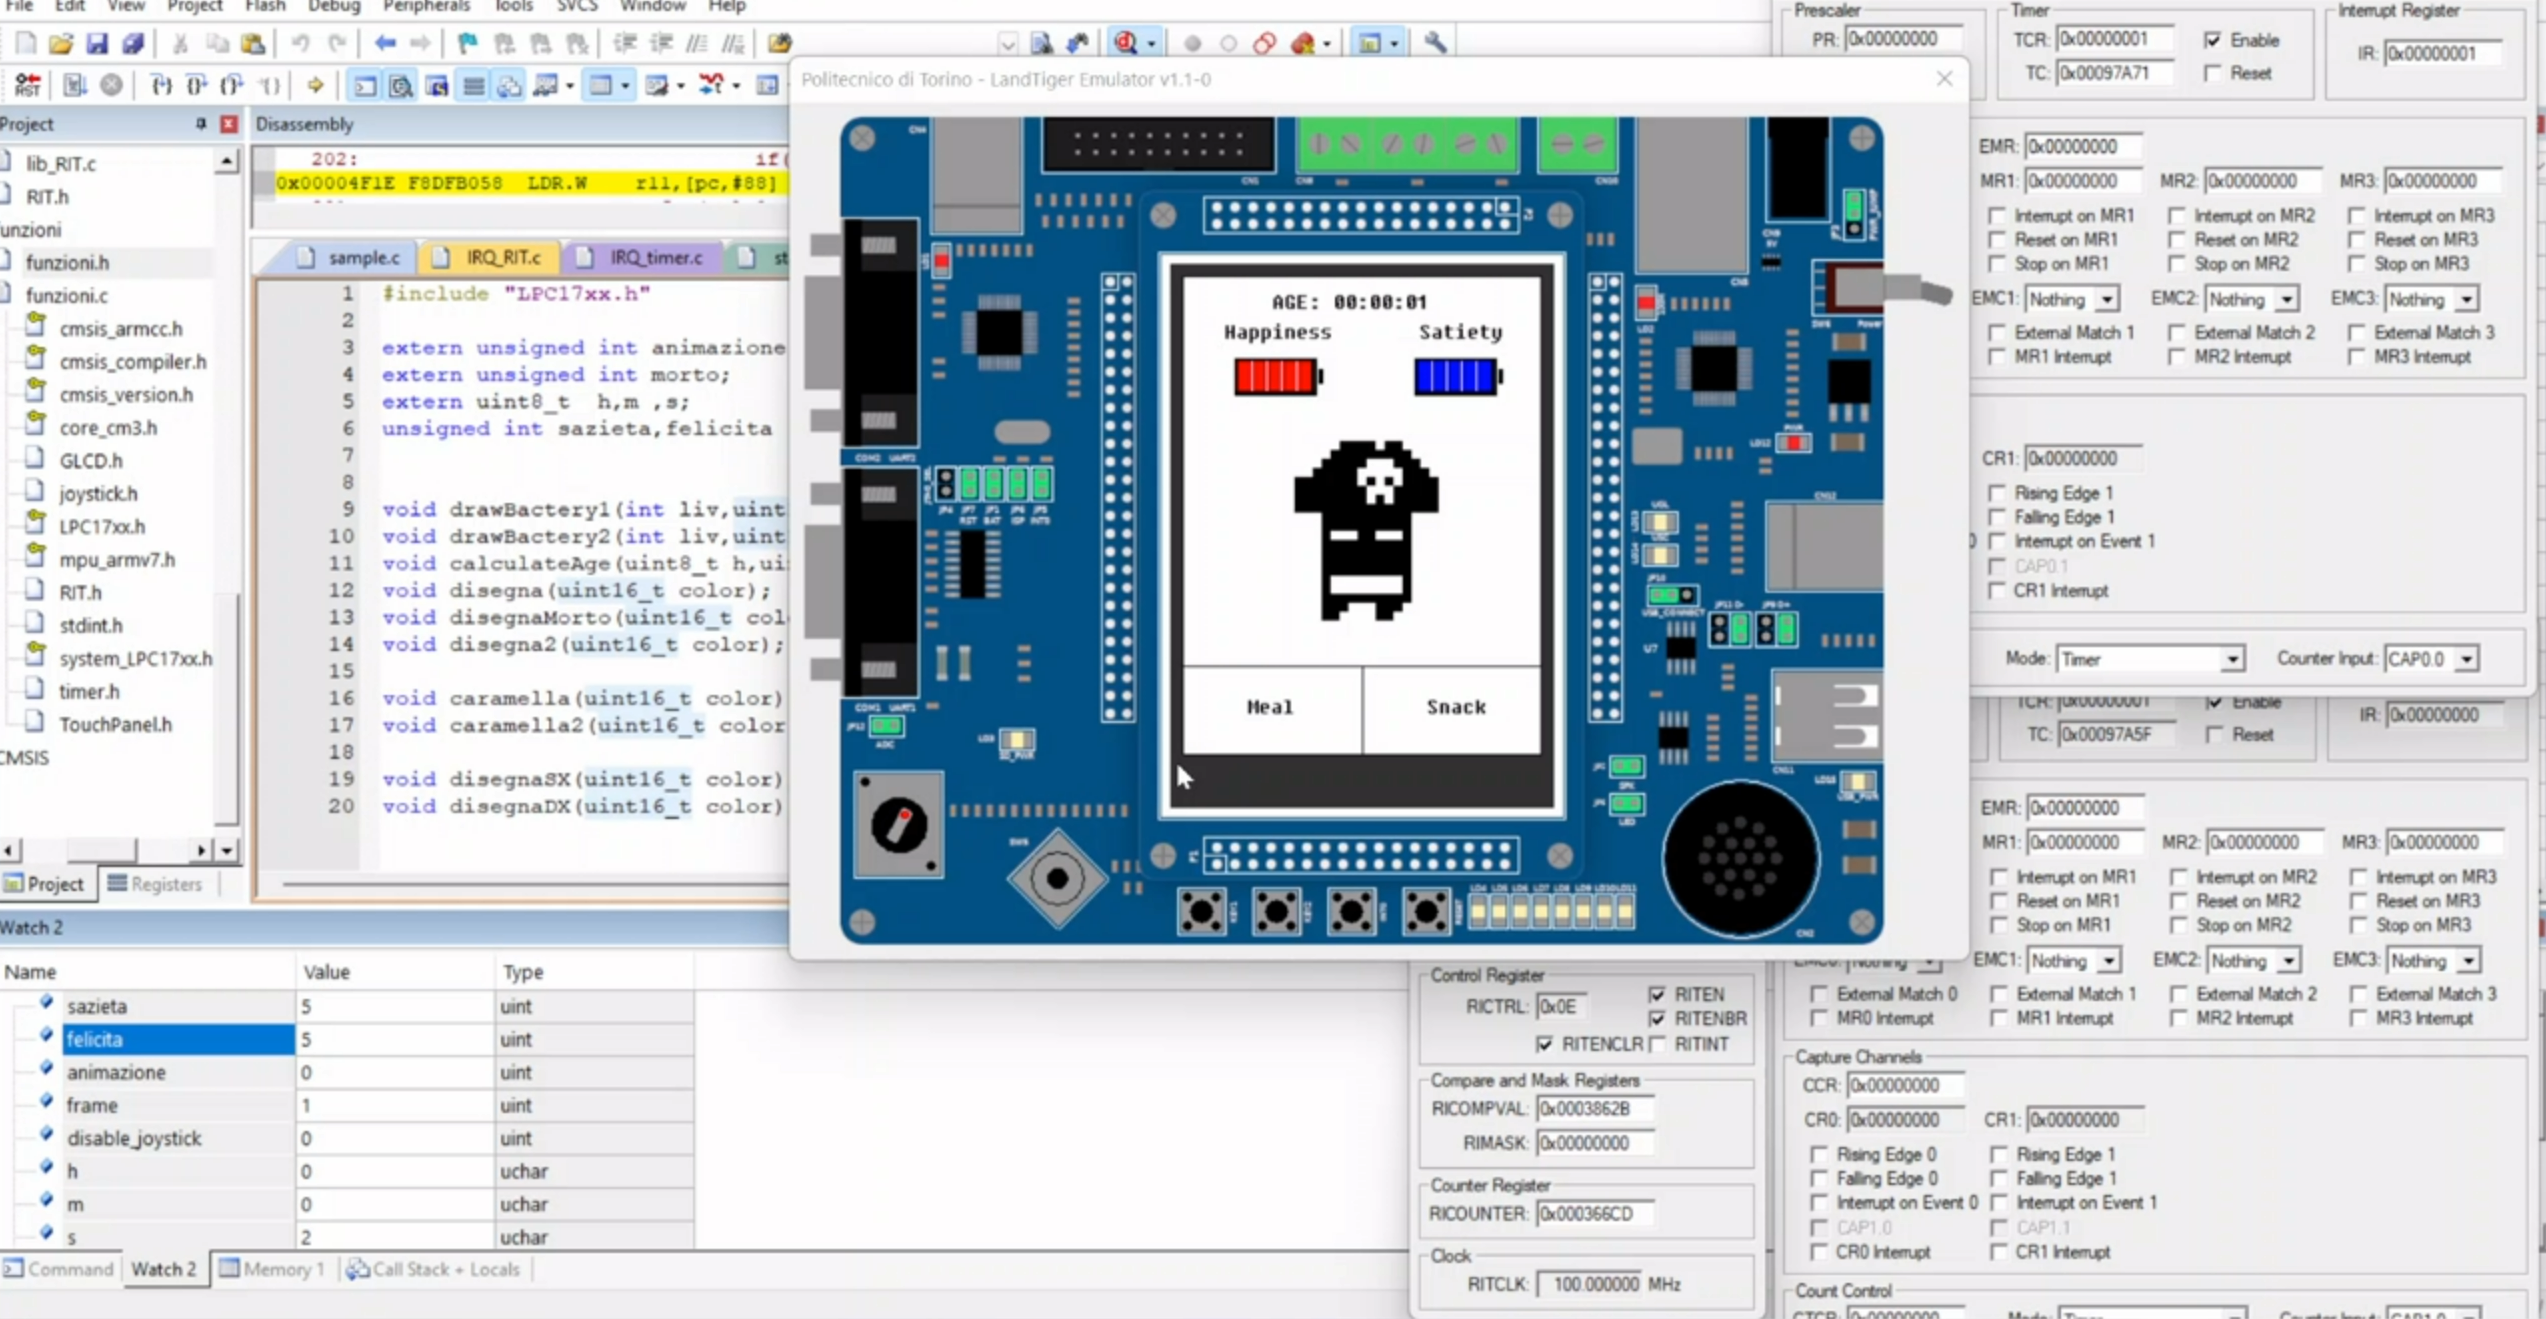 File Edit View Project Flash Debug Peripherals Tools SVCS Window Help
RST
Project
lib_RIT.c
RIT.h
unzioni
funzioni.h
funzioni.c
cmsis_armcc.h
cmsis_compiler.h
cmsis_version.h
core_cm3.h
GLCD.h
joystick.h
LPC17xx.h
mpu_armv7.h
RIT.h
stdint.h
system_LPC17xx.h
timer.h
TouchPanel.h
CMSIS
Project Registers
Disassembly
202: if(
0x00004F1E F8DFB058 LDR.W r11,[pc,#88]
sample.c IRQ_RIT.c IRQ_timer.c st
1 #include "LPC17xx.h"
2
3 extern unsigned int animazione
4 extern unsigned int morto;
5 extern uint8_t h,m ,s;
6 unsigned int sazieta,felicita
7
8
9 void drawBactery1(int liv,uint
10 void drawBactery2(int liv,uint
11 void calculateAge(uint8_t h,ui
12 void disegna(uint16_t color);
13 void disegnaMorto(uint16_t col
14 void disegna2(uint16_t color);
15
16 void caramella(uint16_t color)
17 void caramella2(uint16_t color
18
19 void disegnaSX(uint16_t color)
20 void disegnaDX(uint16_t color)
Politecnico di Torino - LandTiger Emulator v1.1-0
AGE: 00:00:01
Happiness Satiety
Meal Snack
Watch 2
Name Value Type
sazieta 5 uint
felicita 5 uint
animazione 0 uint
frame 1 uint
disable_joystick 0 uint
h 0 uchar
m 0 uchar
s 2 uchar
Command Watch 2 Memory 1 Call Stack + Locals
Control Register
RICTRL: 0x0E RITEN
RITENBR
RITENCLR RITINT
Compare and Mask Registers
RICOMPVAL: 0x0003862B
RIMASK: 0x00000000
Counter Register
RICOUNTER: 0x000366CD
Clock
RITCLK: 100.000000 MHz
Prescaler Timer Interrupt Register
PR: 0x00000000 TCR: 0x00000001 Enable IR: 0x00000001
TC: 0x00097A71 Reset
EMR: 0x00000000
MR1: 0x00000000 MR2: 0x00000000 MR3: 0x00000000
Interrupt on MR1 Interrupt on MR2 Interrupt on MR3
Reset on MR1 Reset on MR2 Reset on MR3
Stop on MR1 Stop on MR2 Stop on MR3
EMC1: Nothing EMC2: Nothing EMC3: Nothing
External Match 1 External Match 2 External Match 3
MR1 Interrupt MR2 Interrupt MR3 Interrupt
CR1: 0x00000000
Rising Edge 1
Falling Edge 1
Interrupt on Event 1
CAP0.1
CR1 Interrupt
Mode: Timer Counter Input: CAP0.0
TCR: 0x00000001 Enable IR: 0x00000000
TC: 0x00097A5F Reset
EMR: 0x00000000
MR1: 0x00000000 MR2: 0x00000000 MR3: 0x00000000
Interrupt on MR1 Interrupt on MR2 Interrupt on MR3
Reset on MR1 Reset on MR2 Reset on MR3
Stop on MR1 Stop on MR2 Stop on MR3
EMC0: Nothing EMC1: Nothing EMC2: Nothing EMC3: Nothing
External Match 0 External Match 1 External Match 2 External Match 3
MR0 Interrupt MR1 Interrupt MR2 Interrupt MR3 Interrupt
Capture Channels
CCR: 0x00000000
CR0: 0x00000000 CR1: 0x00000000
Rising Edge 0 Rising Edge 1
Falling Edge 0 Falling Edge 1
Interrupt on Event 0 Interrupt on Event 1
CAP1.0 CAP1.1
CR0 Interrupt CR1 Interrupt
Count Control
CTCR: 0x00000000 Mode: Timer Counter Input: CAP1.0